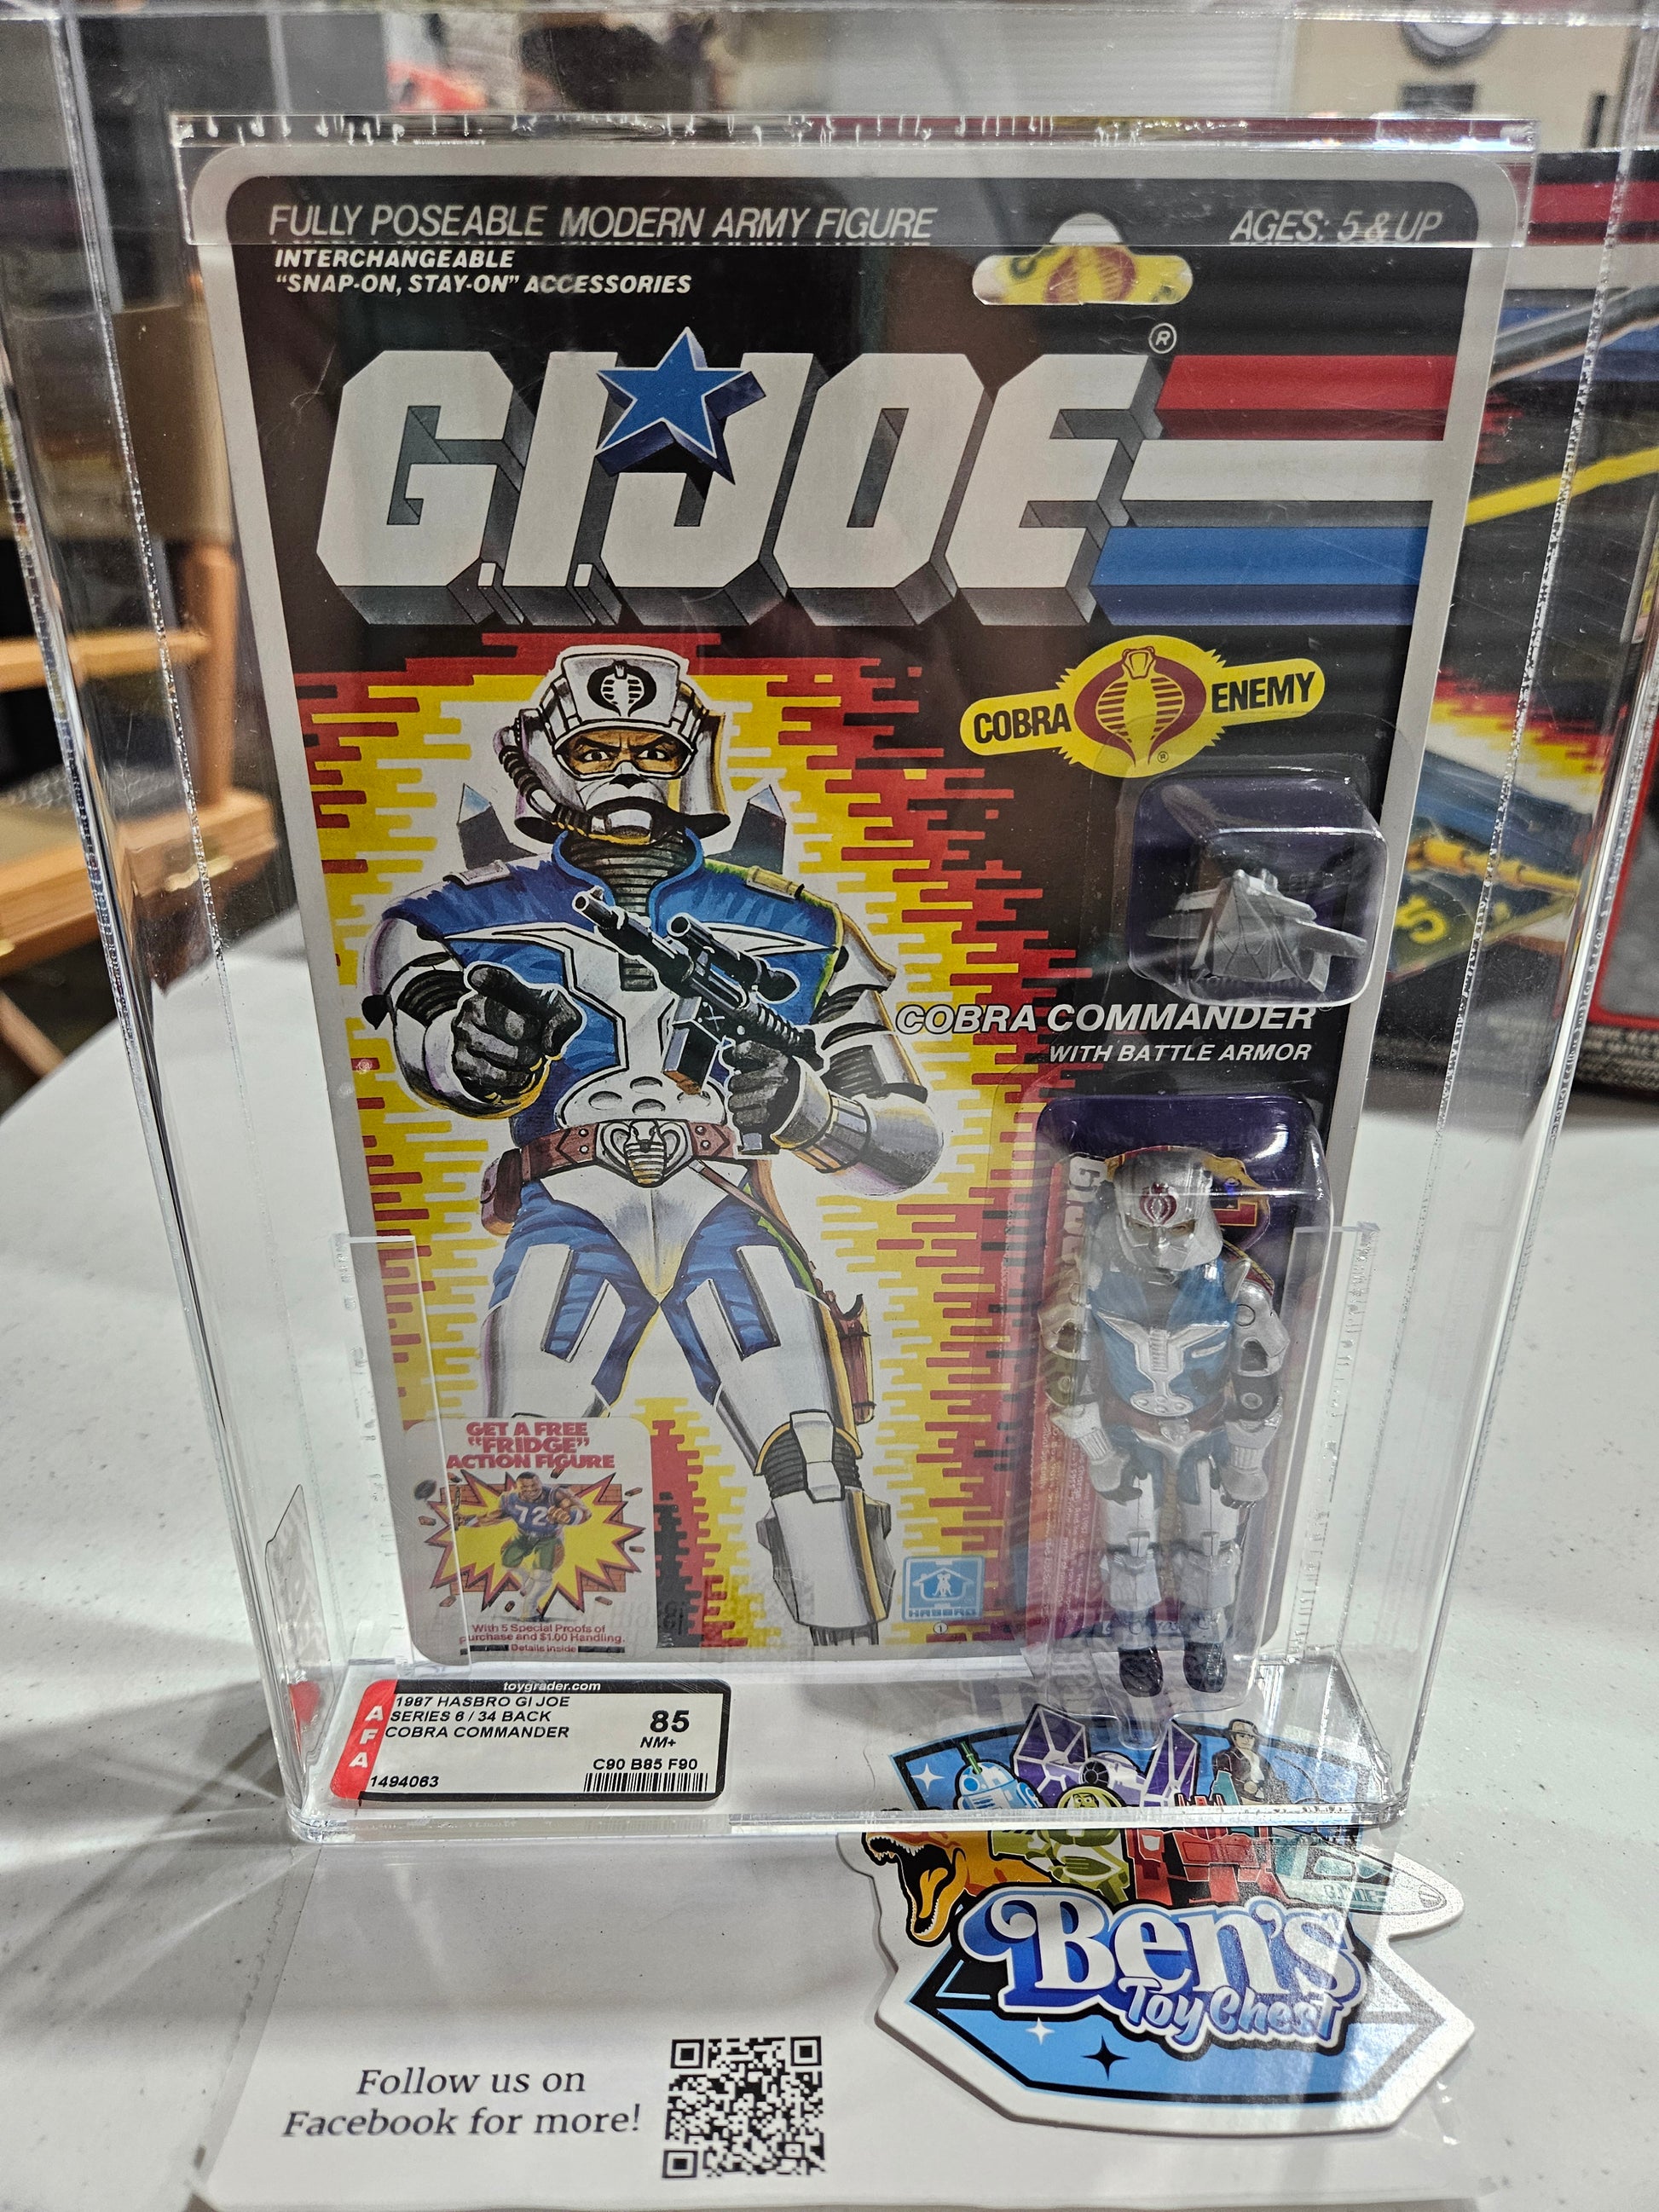 FULLY POSEABLE MODERN ARMY FIGURE
AGES: 5 & UP
INTERCHANGEABLE
"SNAP-ON, STAY-ON" ACCESSORIES
G.I.JOE®
COBRA ENEMY
COBRA COMMANDER
WITH BATTLE ARMOR
GET A FREE
"FRIDGE"
ACTION FIGURE
72
With 5 Special Proofs of
purchase and $1.00 Handling.
Details Inside
HASBRO
toygrader.com
AFA
1987 HASBRO GI JOE
SERIES 6 / 34 BACK
COBRA COMMANDER
85
NM+
C90 B85 F90
1494063
Ben's
Toy Chest
Follow us on
Facebook for more!